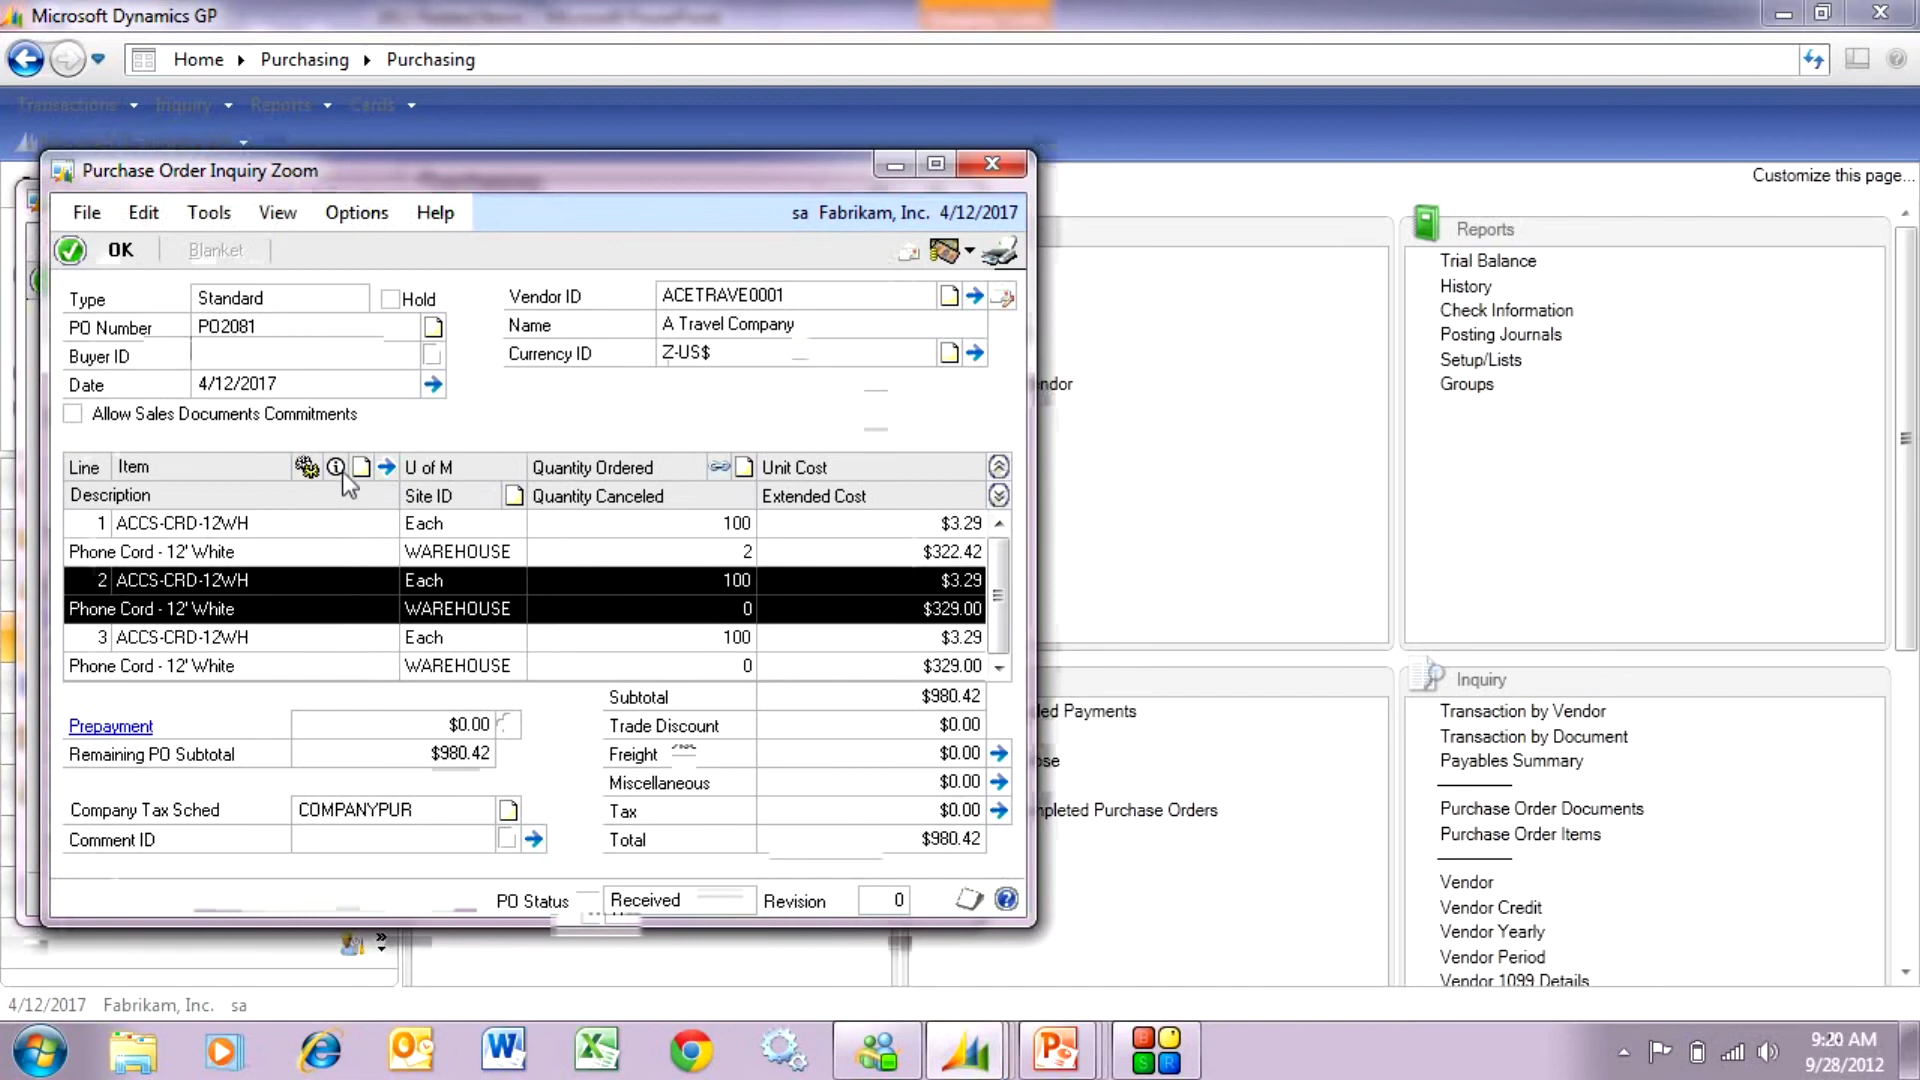 Microsoft Dynamics GP
Home Purchasing Purchasing
Transactions Inquiry Reports Cards
Customize this page...
Purchase Order Inquiry Zoom
File Edit Tools View Options Help
sa Fabrikam, Inc. 4/12/2017
OK Blanket
Type Standard Hold
PO Number PO2081
Buyer ID
Date 4/12/2017
Allow Sales Documents Commitments
Vendor ID ACETRAVE0001
Name A Travel Company
Currency ID Z-US$
Line Item U of M Quantity Ordered Unit Cost
Description Site ID Quantity Canceled Extended Cost
1 ACCS-CRD-12WH Each 100 $3.29
Phone Cord - 12' White WAREHOUSE 2 $322.42
2 ACCS-CRD-12WH Each 100 $3.29
Phone Cord - 12' White WAREHOUSE 0 $329.00
3 ACCS-CRD-12WH Each 100 $3.29
Phone Cord - 12' White WAREHOUSE 0 $329.00
Subtotal $980.42
Prepayment $0.00 Trade Discount $0.00
Remaining PO Subtotal $980.42 Freight $0.00
Miscellaneous $0.00
Company Tax Sched COMPANYPUR Tax $0.00
Comment ID Total $980.42
PO Status Received Revision 0
endor
led Payments
ose
npleted Purchase Orders
Reports
Trial Balance
History
Check Information
Posting Journals
Setup/Lists
Groups
Inquiry
Transaction by Vendor
Transaction by Document
Payables Summary
Purchase Order Documents
Purchase Order Items
Vendor
Vendor Credit
Vendor Yearly
Vendor Period
Vendor 1099 Details
4/12/2017 Fabrikam, Inc. sa
9:20 AM
9/28/2012